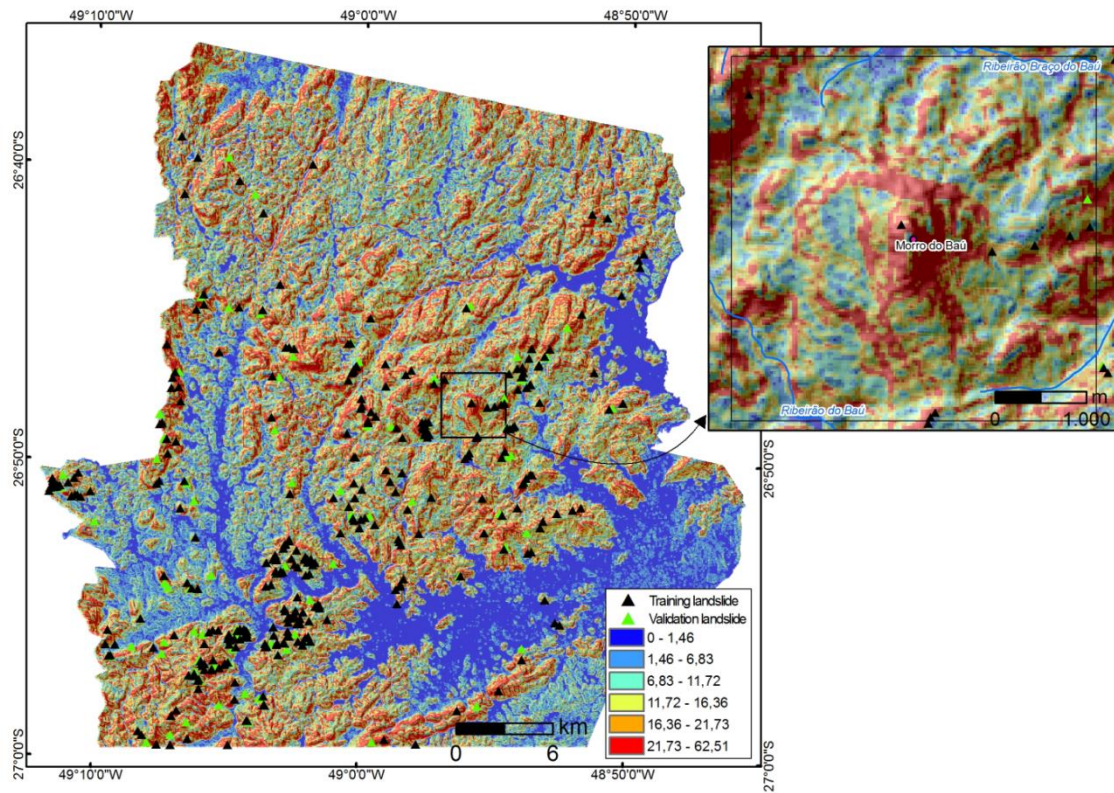 49°10'0"W
49°0'0"W
48°50'0"W
26°40'0"S
26°50'0"S
27°0'0"S
Ribeirão Braço do Baú
Morro do Baú
Ribeirão do Baú
m
0
1.000
26°50'0"S
Training landslide
Validation landslide
0 - 1,46
1,46 - 6,83
6,83 - 11,72
11,72 - 16,36
16,36 - 21,73
21,73 - 62,51
km
0
6
27°0'0"S
49°10'0"W
49°0'0"W
48°50'0"W